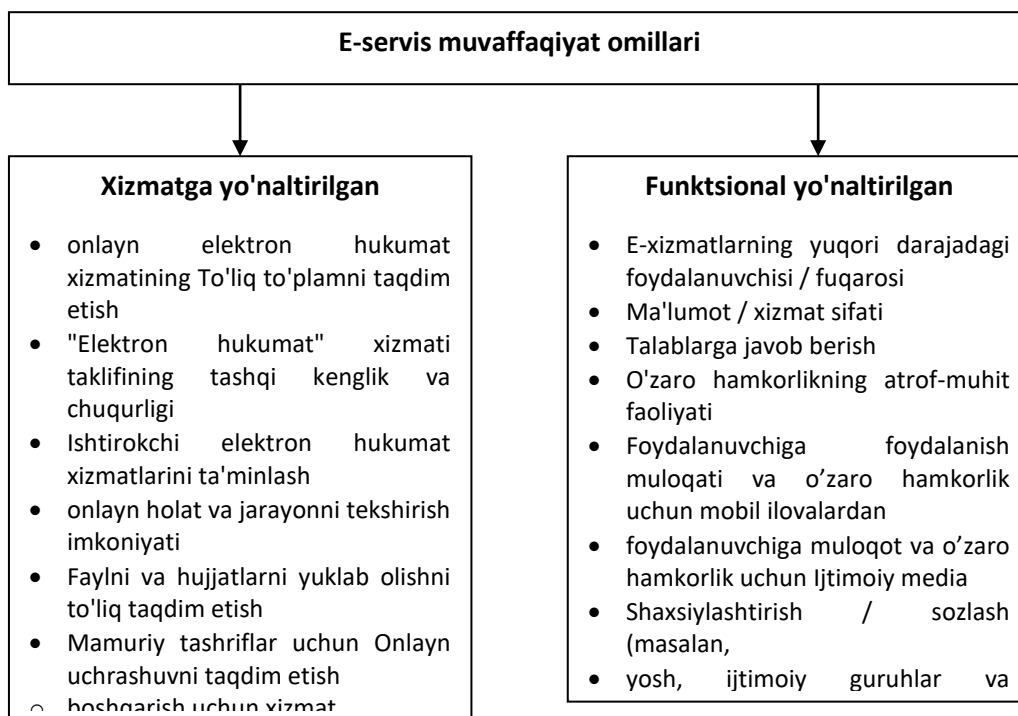 E-servis muvaffaqiyat omillari
Xizmatga yo'naltirilgan
• onlayn elektron hukumat
xizmatining To'liq to'plamni taqdim
etish
• "Elektron hukumat" xizmati
taklifining tashqi kenglik va
chuqurligi
• Ishtirokchi elektron hukumat
xizmatlarini ta'minlash
• onlayn holat va jarayonni tekshirish
imkoniyati
• Faylni va hujjatlarni yuklab olishni
to'liq taqdim etish
• Mamuriy tashriflar uchun Onlayn
uchrashuvni taqdim etish
○ boshqarish uchun xizmat
Funktsional yo'naltirilgan
• E-xizmatlarning yuqori darajadagi
foydalanuvchisi / fuqarosi
• Ma'lumot / xizmat sifati
• Talablarga javob berish
• O'zaro hamkorlikning atrof-muhit
faoliyati
• Foydalanuvchiga foydalanish
muloqati va o’zaro hamkorlik
uchun mobil ilovalardan
• foydalanuvchiga muloqot va o’zaro
hamkorlik uchun Ijtimoiy media
• Shaxsiylashtirish / sozlash
(masalan,
• yosh, ijtimoiy guruhlar va